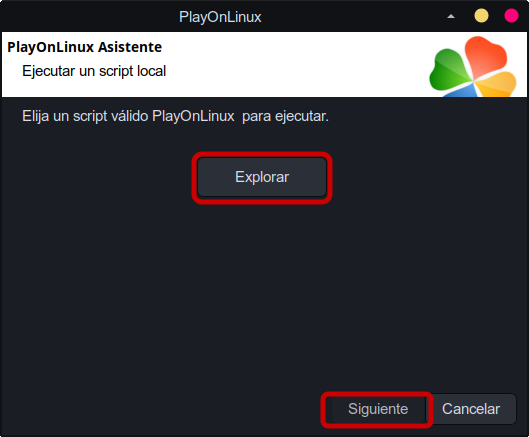 PlayOnLinux
PlayOnLinux Asistente
Ejecutar un script local
Elija un script válido PlayOnLinux  para ejecutar.
Explorar
Siguiente Cancelar